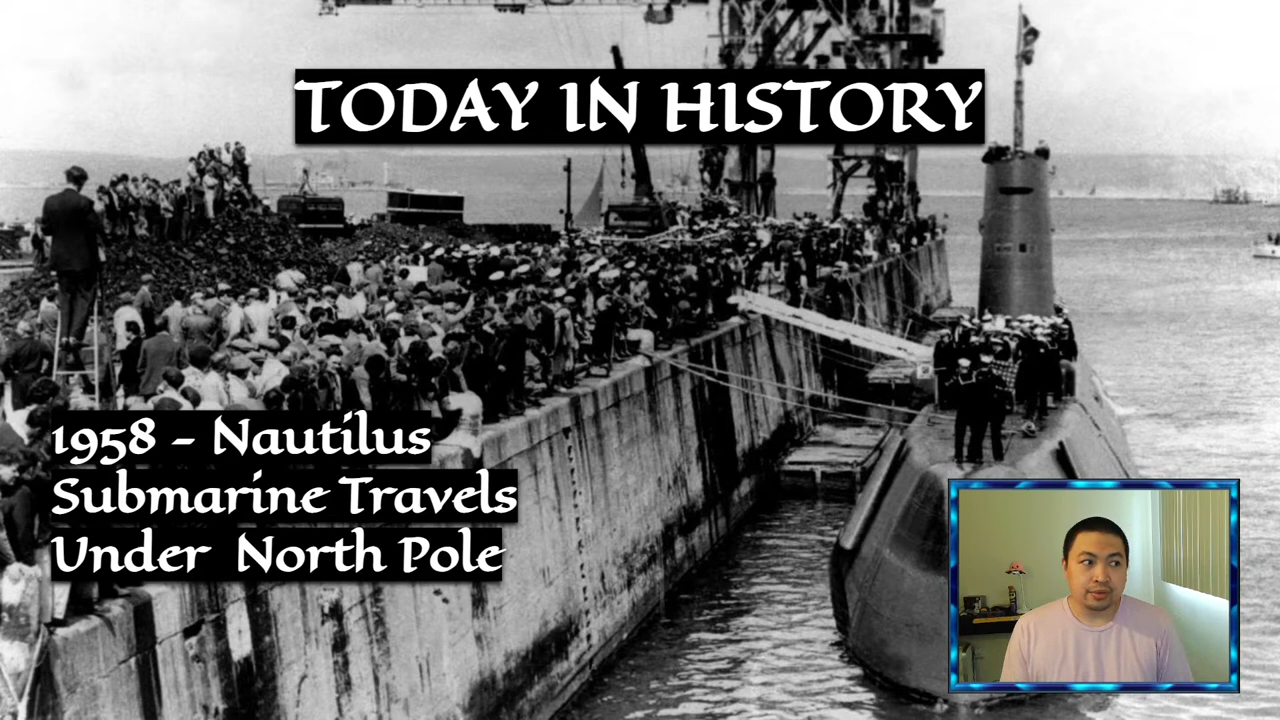 TODAY IN HISTORY
1958 - Nautilus
Submarine Travels
Under North Pole